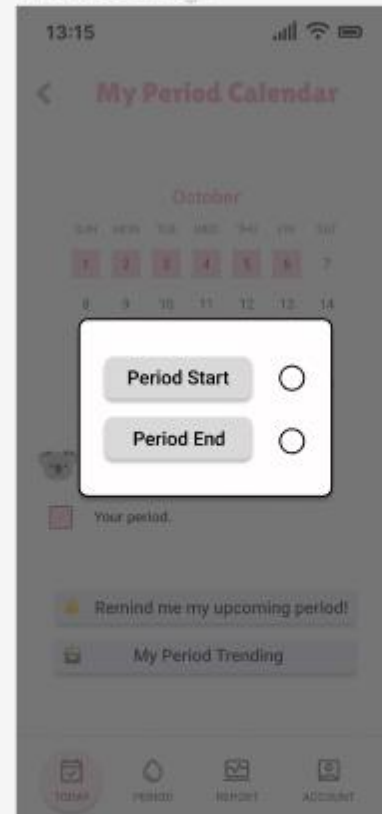 13:15
My Period Calendar
October
SUN MON TUE WED THU FRI SAT
1 2 3 4 5 6 7
8 9 10 11 12 13 14
Period Start
Period End
Your period.
Remind me my upcoming period!
My Period Trending
TODAY PERIOD REPORT ACCOUNT